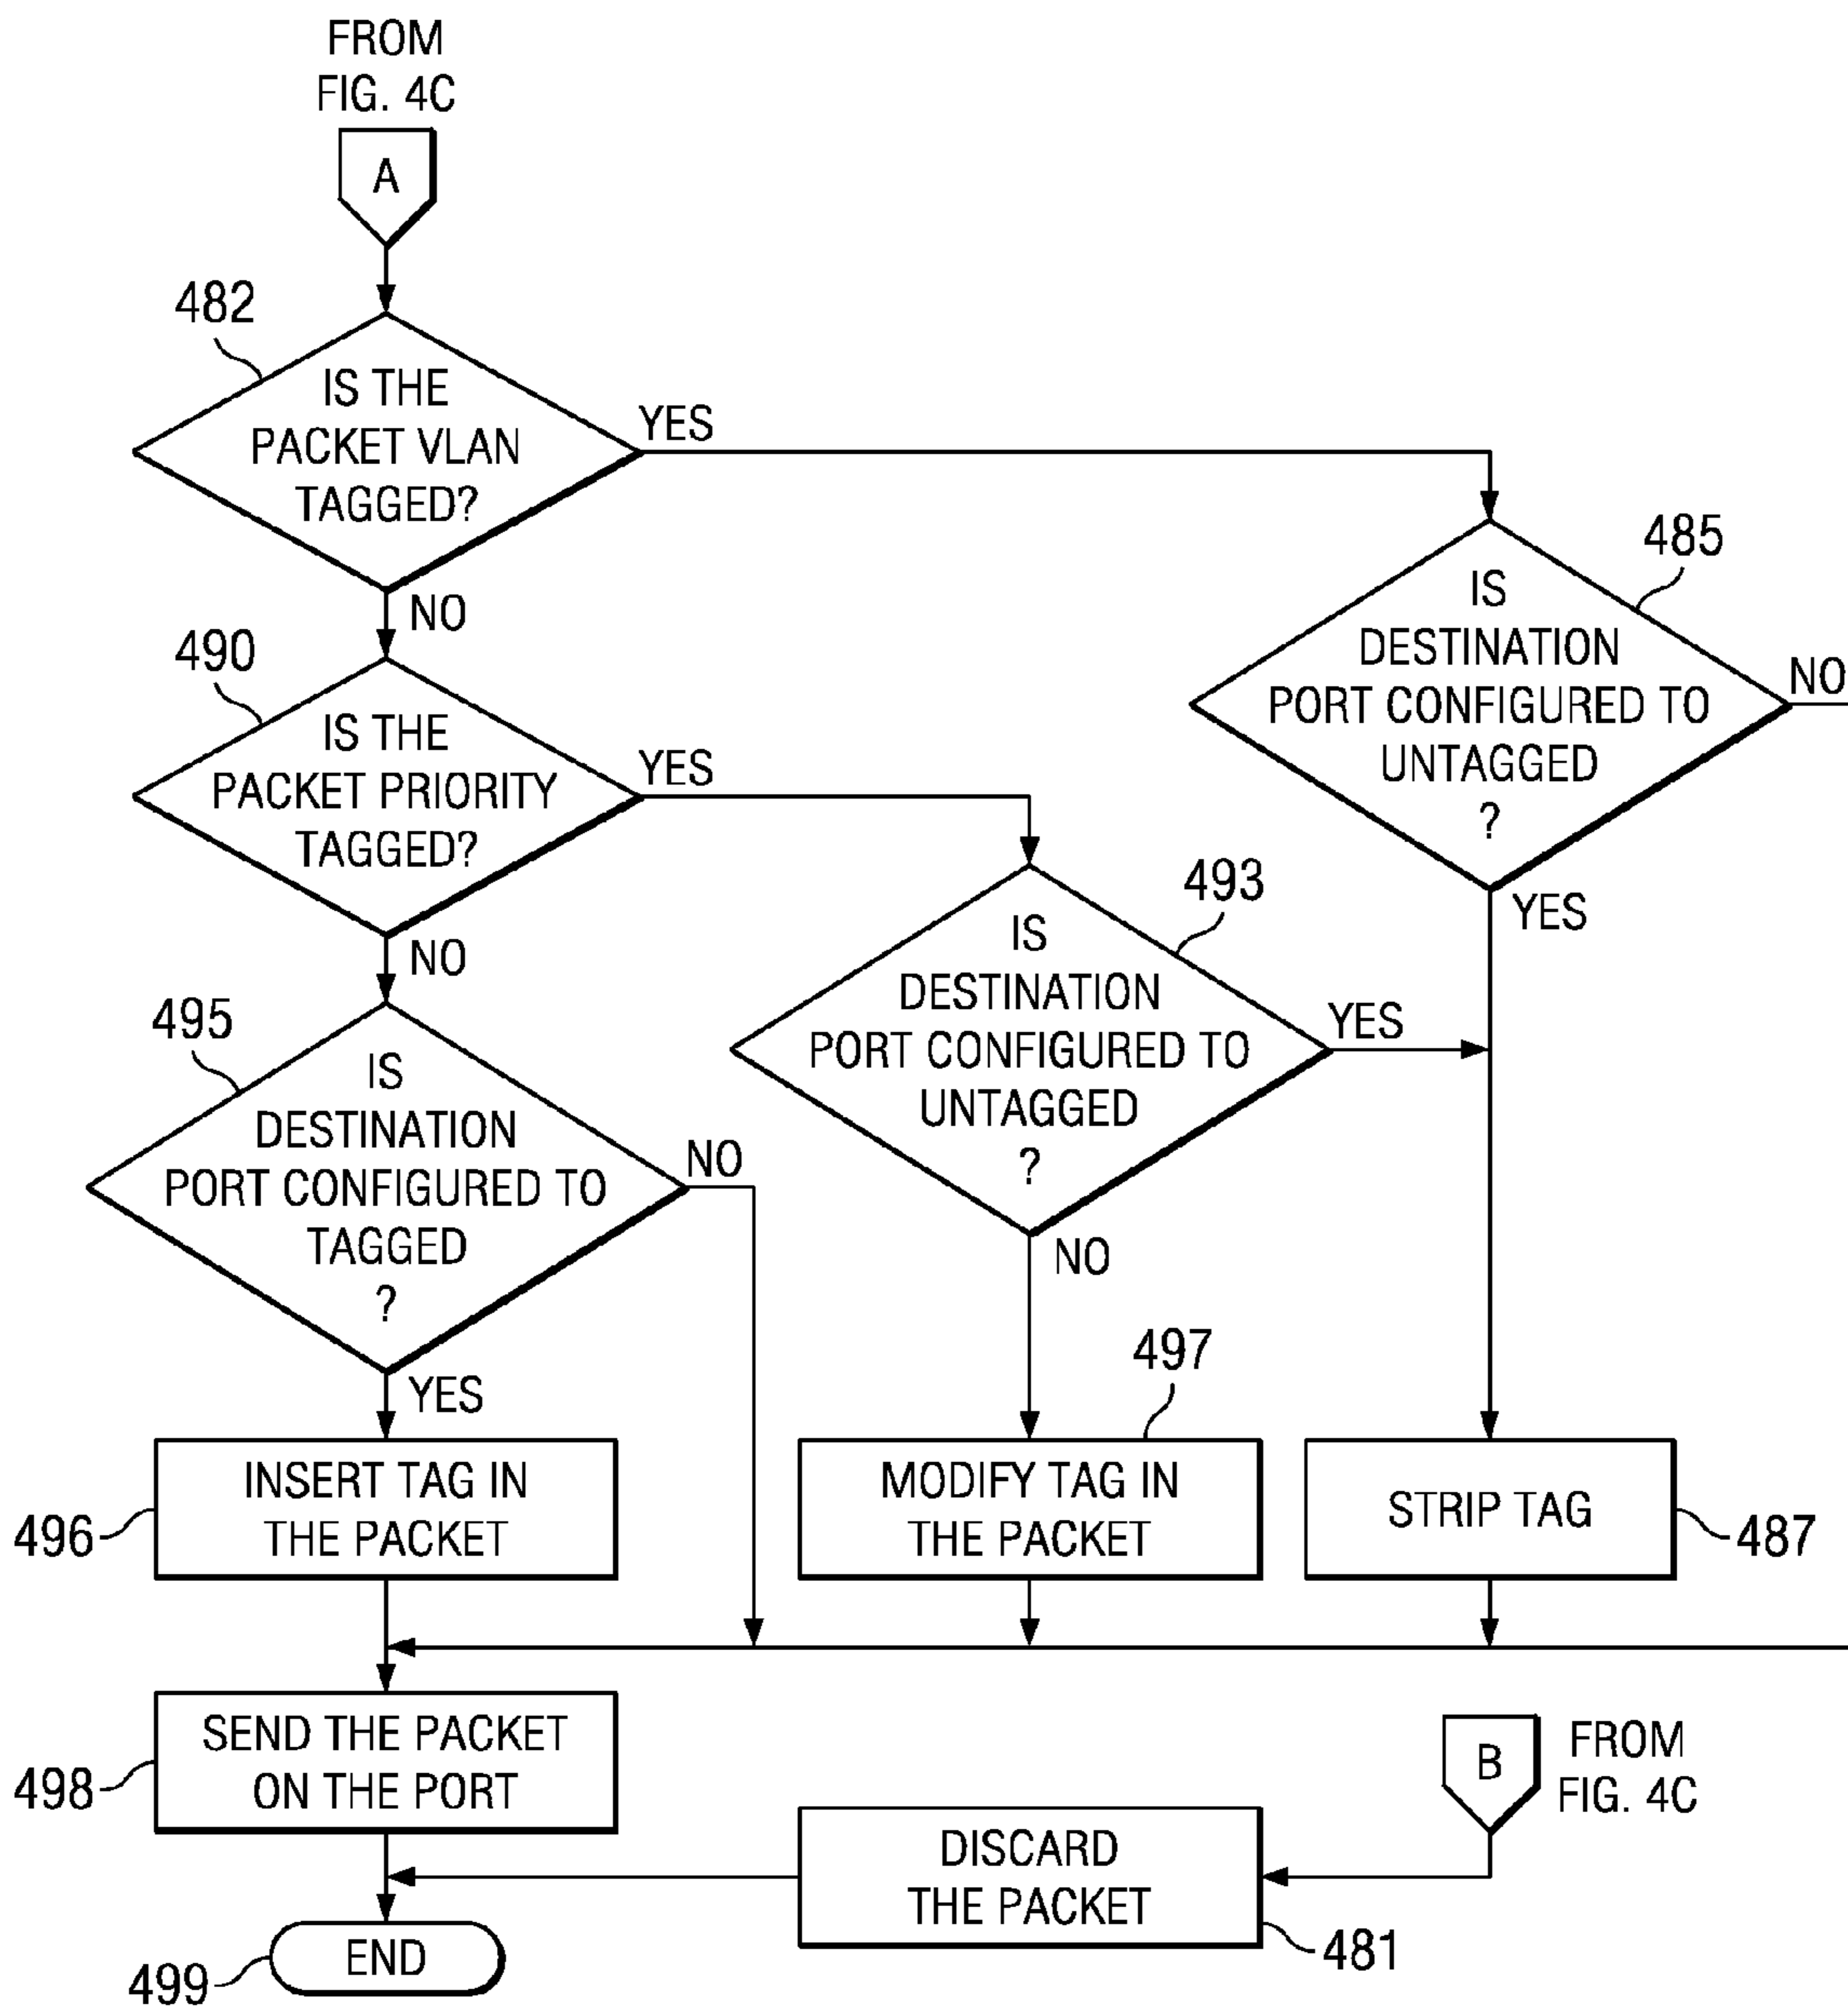 FROM
FIG. 4C
A
482
IS THE
PACKET VLAN
TAGGED?
YES
NO
485
IS
DESTINATION
PORT CONFIGURED TO
UNTAGGED
?
NO
YES
490
IS THE
PACKET PRIORITY
TAGGED?
YES
NO
493
IS
DESTINATION
PORT CONFIGURED TO
UNTAGGED
?
YES
NO
495
IS
DESTINATION
PORT CONFIGURED TO
TAGGED
?
NO
YES
496
INSERT TAG IN
THE PACKET
497
MODIFY TAG IN
THE PACKET
STRIP TAG
487
498
SEND THE PACKET
ON THE PORT
B
FROM
FIG. 4C
DISCARD
THE PACKET
481
499
END